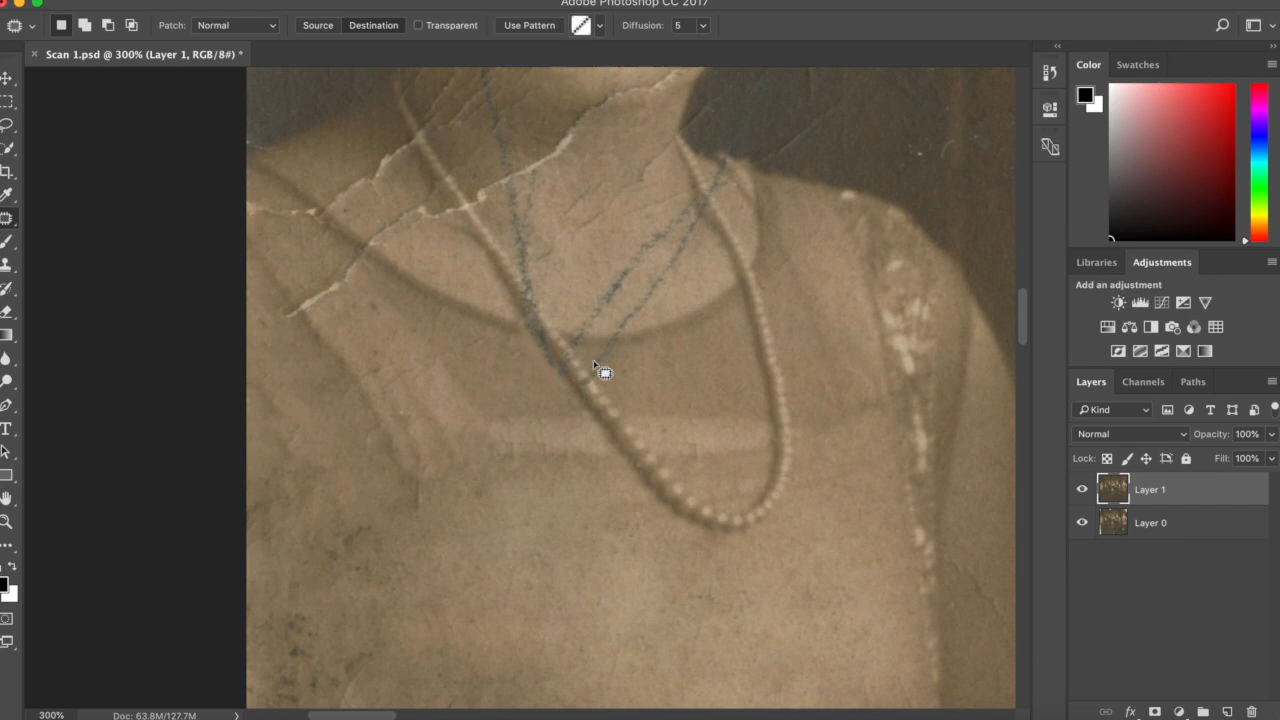 Adobe Photoshop CC 2017
Patch: Normal Source Destination Transparent Use Pattern Diffusion: 5
× Scan 1.psd @ 300% (Layer 1, RGB/8#) *
Color Swatches
Libraries Adjustments
Add an adjustment
Layers Channels Paths
Kind
Normal Opacity: 100%
Lock: Fill: 100%
Layer 1
Layer 0
300% Doc: 63.8M/127.7M